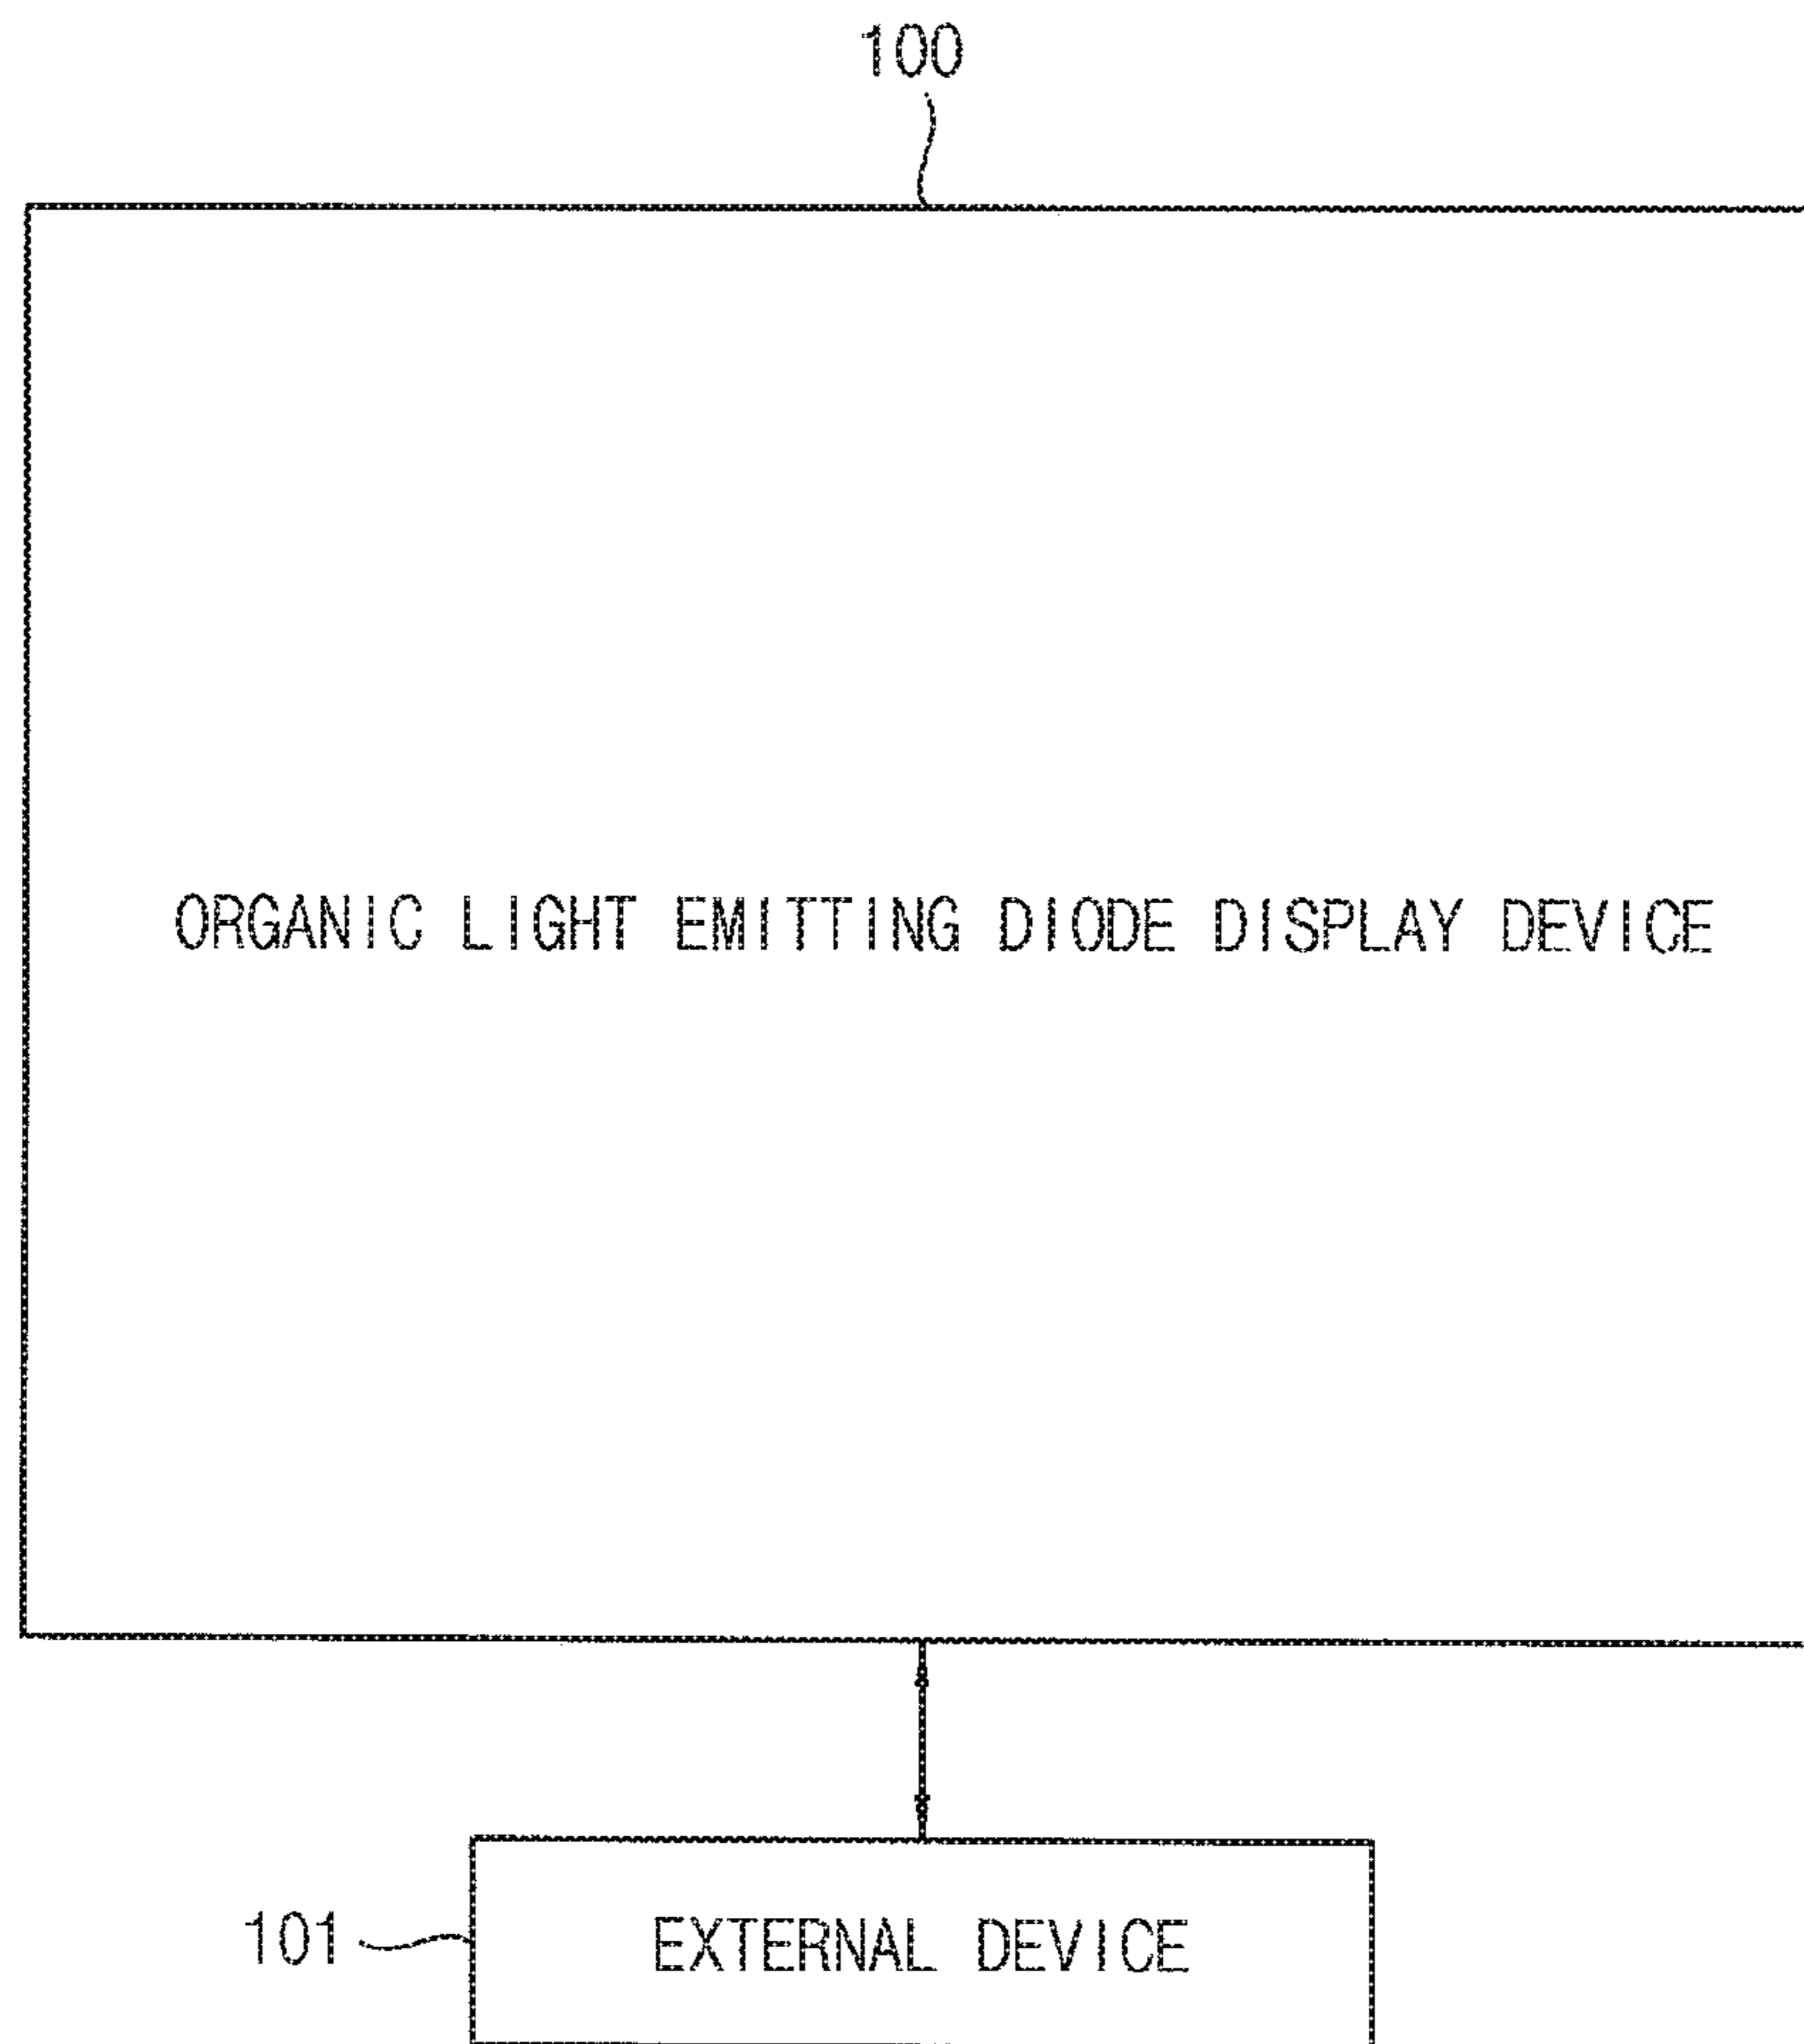 100
ORGANIC LIGHT EMITTING DIODE DISPLAY DEVICE
101
EXTERNAL DEVICE